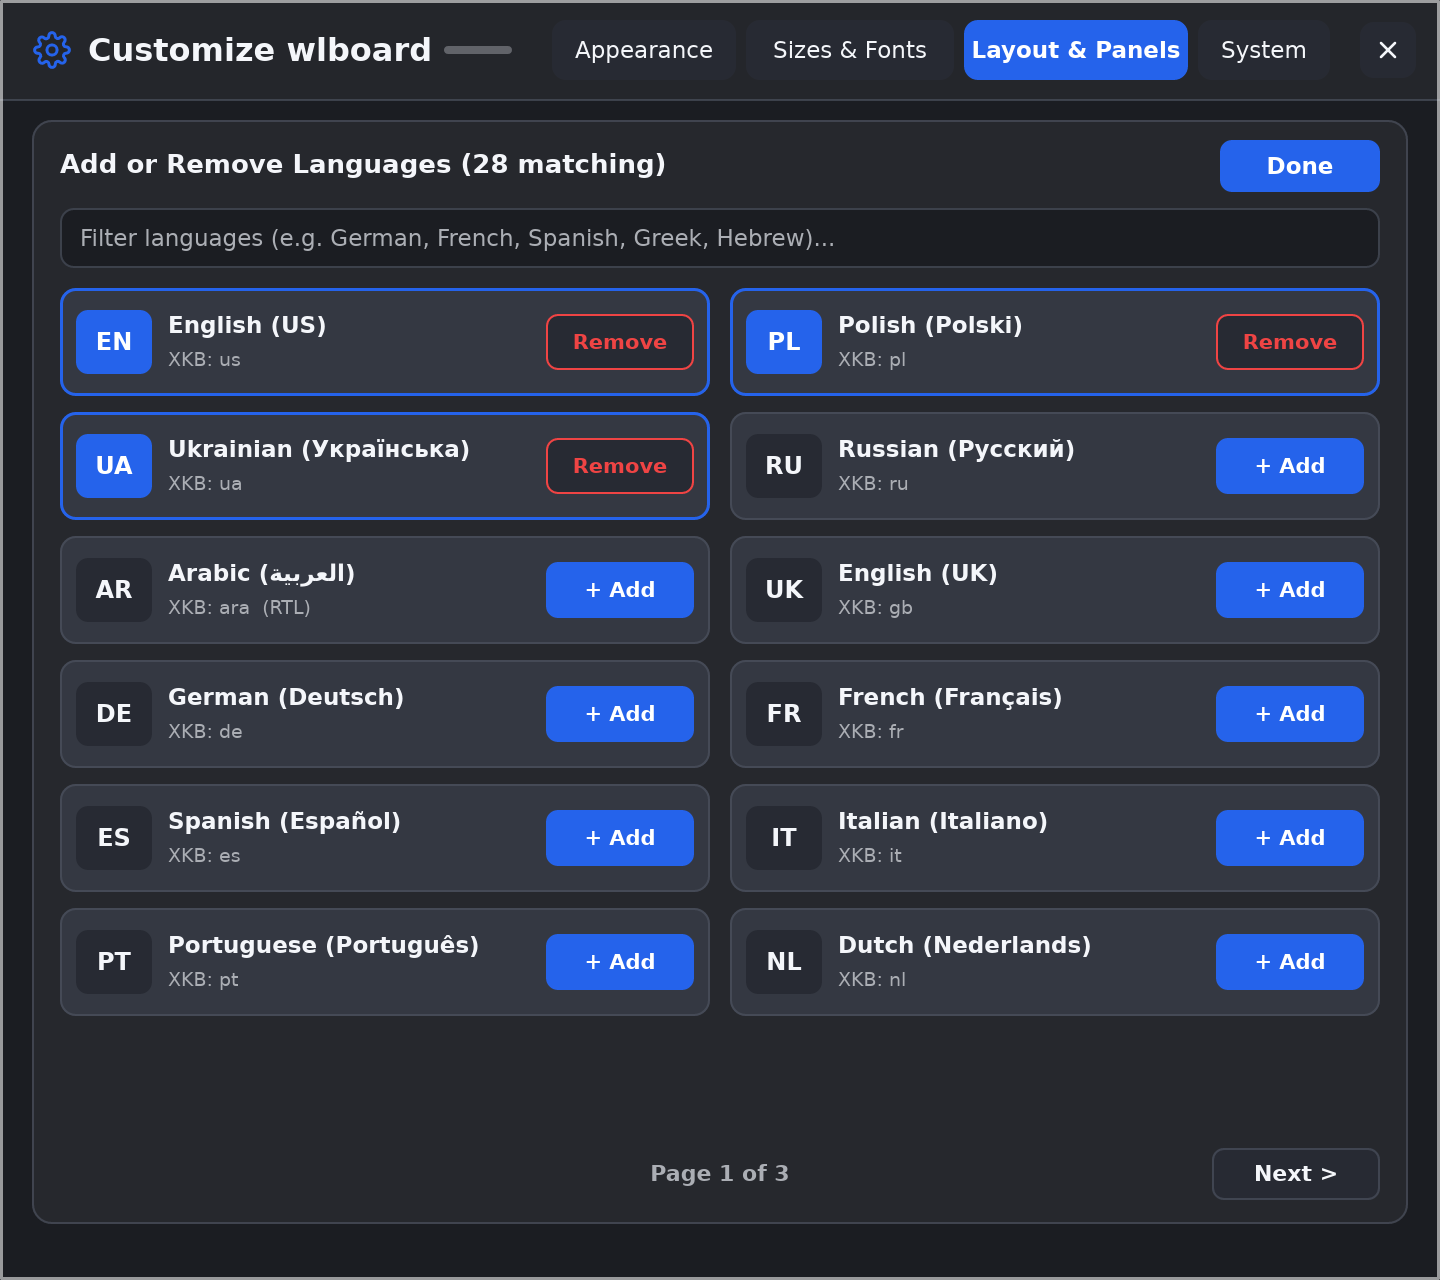 Customize wlboard
Appearance
Sizes & Fonts
Layout & Panels
System
Add or Remove Languages (28 matching)
Done
Filter languages (e.g. German, French, Spanish, Greek, Hebrew)...
EN
English (US)
XKB: us
Remove
PL
Polish (Polski)
XKB: pl
Remove
UA
Ukrainian (Українська)
XKB: ua
Remove
RU
Russian (Русский)
XKB: ru
+ Add
AR
Arabic (العربية)
XKB: ara  (RTL)
+ Add
UK
English (UK)
XKB: gb
+ Add
DE
German (Deutsch)
XKB: de
+ Add
FR
French (Français)
XKB: fr
+ Add
ES
Spanish (Español)
XKB: es
+ Add
IT
Italian (Italiano)
XKB: it
+ Add
PT
Portuguese (Português)
XKB: pt
+ Add
NL
Dutch (Nederlands)
XKB: nl
+ Add
Page 1 of 3
Next >